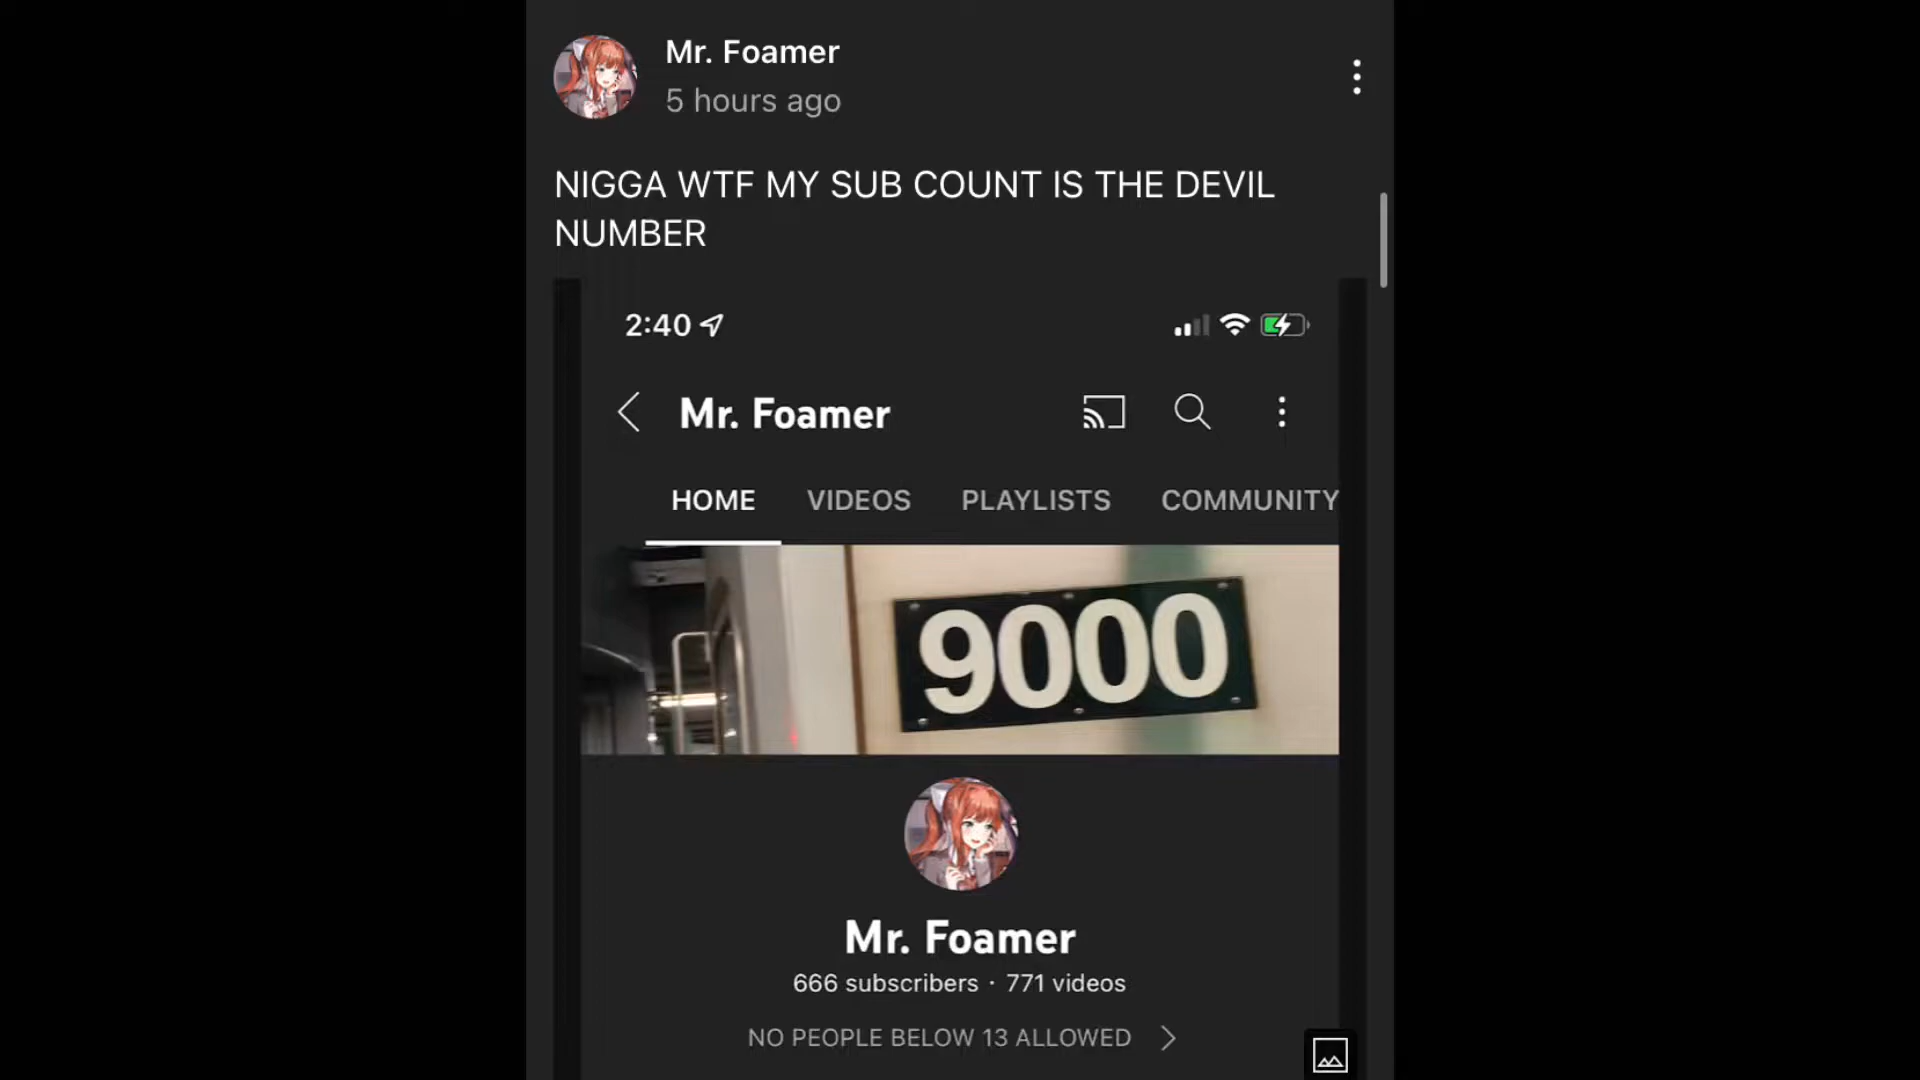 Mr. Foamer
5 hours ago
NIGGA WTF MY SUB COUNT IS THE DEVIL
NUMBER
2:40
Mr. Foamer
HOME VIDEOS PLAYLISTS COMMUNITY
9000
Mr. Foamer
666 subscribers · 771 videos
NO PEOPLE BELOW 13 ALLOWED